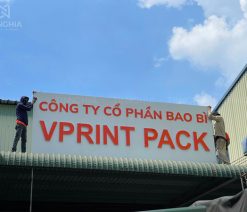 CÔNG TY CỔ PHẦN BAO BÌ
VPRINT PACK